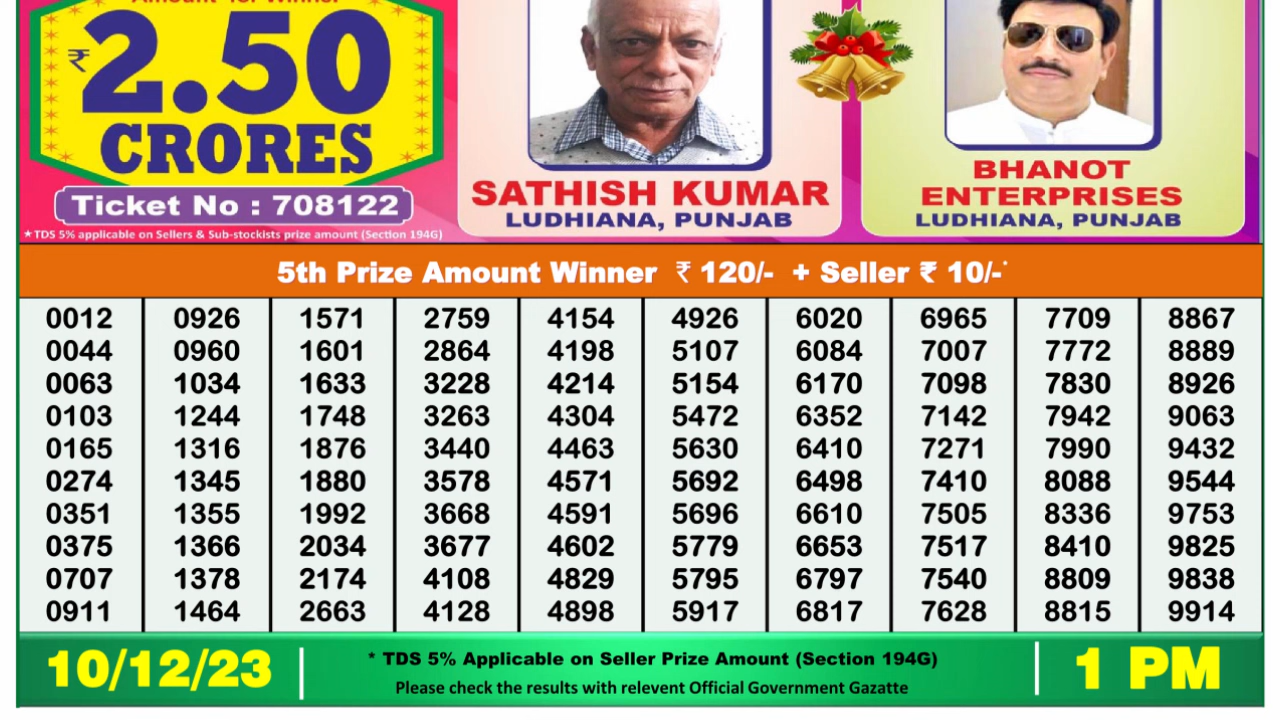 Amount for Winner
₹2.50
CRORES
Ticket No : 708122
★TDS 5% applicable on Sellers & Sub-stockists prize amount (Section 194G)
SATHISH KUMAR
LUDHIANA, PUNJAB
BHANOT
ENTERPRISES
LUDHIANA, PUNJAB
5th Prize Amount Winner ₹ 120/- + Seller ₹ 10/-*
0012 0926 1571 2759 4154 4926 6020 6965 7709 8867
0044 0960 1601 2864 4198 5107 6084 7007 7772 8889
0063 1034 1633 3228 4214 5154 6170 7098 7830 8926
0103 1244 1748 3263 4304 5472 6352 7142 7942 9063
0165 1316 1876 3440 4463 5630 6410 7271 7990 9432
0274 1345 1880 3578 4571 5692 6498 7410 8088 9544
0351 1355 1992 3668 4591 5696 6610 7505 8336 9753
0375 1366 2034 3677 4602 5779 6653 7517 8410 9825
0707 1378 2174 4108 4829 5795 6797 7540 8809 9838
0911 1464 2663 4128 4898 5917 6817 7628 8815 9914
10/12/23
* TDS 5% Applicable on Seller Prize Amount (Section 194G)
Please check the results with relevent Official Government Gazatte
1 PM